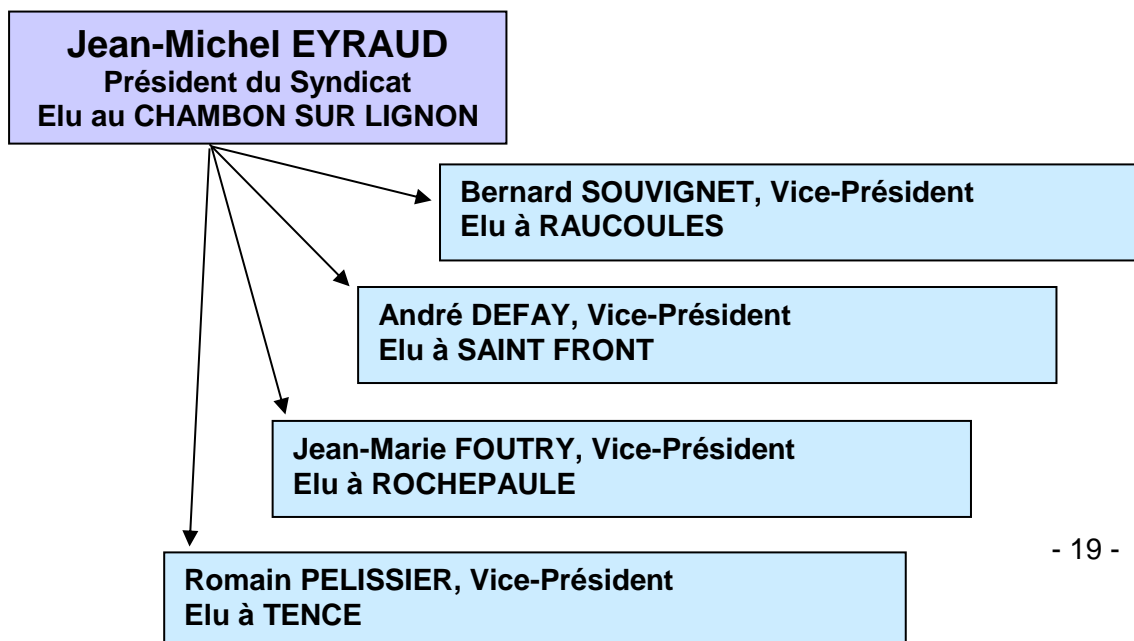 Jean-Michel EYRAUD
Président du Syndicat
Elu au CHAMBON SUR LIGNON
Bernard SOUVIGNET, Vice-Président
Elu à RAUCOULES
André DEFAY, Vice-Président
Elu à SAINT FRONT
Jean-Marie FOUTRY, Vice-Président
Elu à ROCHEPAULE
- 19 -
Romain PELISSIER, Vice-Président
Elu à TENCE